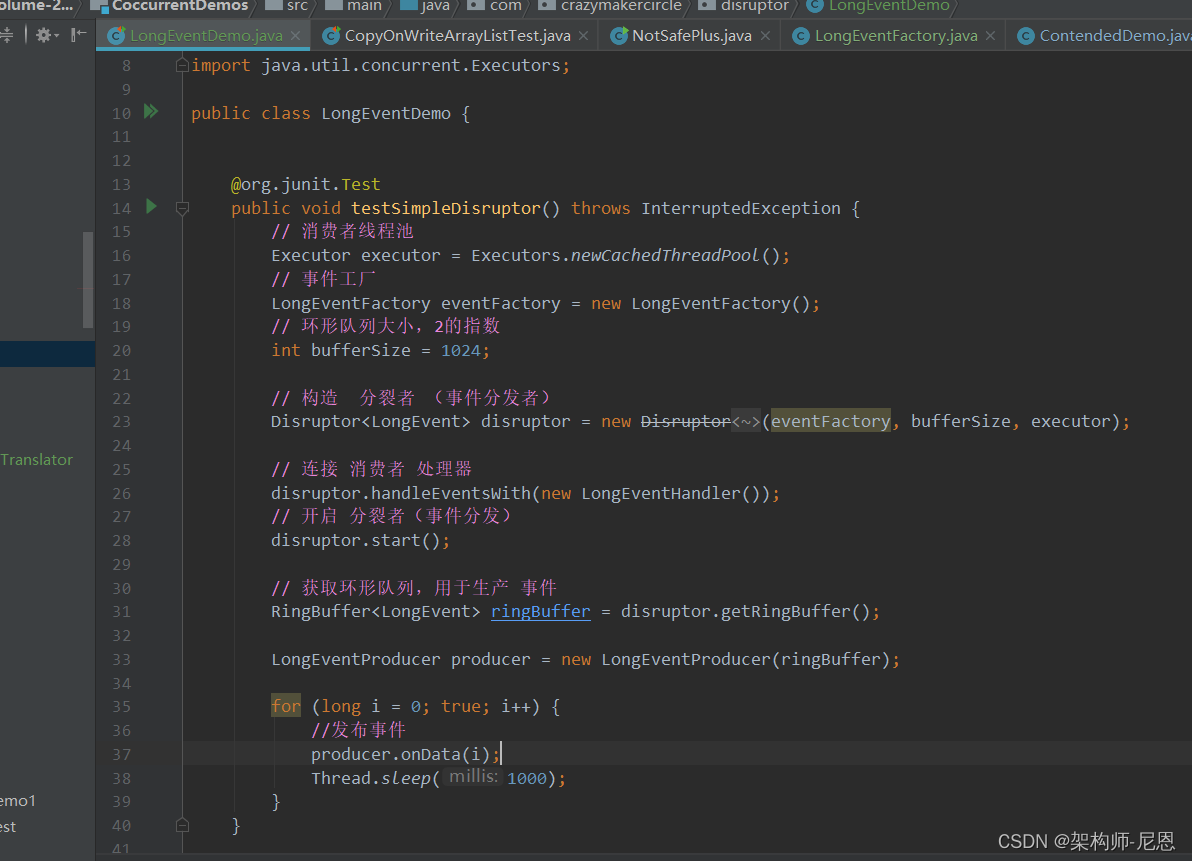 olume-2... CoccurrentDemos src main java com crazymakercircle disruptor LongEventDemo
LongEventDemo.java CopyOnWriteArrayListTest.java NotSafePlus.java LongEventFactory.java ContendedDemo.java
8 import java.util.concurrent.Executors;
9
10 public class LongEventDemo {
11
12
13 @org.junit.Test
14 public void testSimpleDisruptor() throws InterruptedException {
15 // 消费者线程池
16 Executor executor = Executors.newCachedThreadPool();
17 // 事件工厂
18 LongEventFactory eventFactory = new LongEventFactory();
19 // 环形队列大小，2的指数
20 int bufferSize = 1024;
21
22 // 构造  分裂者 （事件分发者）
23 Disruptor<LongEvent> disruptor = new Disruptor<~>(eventFactory, bufferSize, executor);
24
25 // 连接 消费者 处理器
26 disruptor.handleEventsWith(new LongEventHandler());
27 // 开启 分裂者（事件分发）
28 disruptor.start();
29
30 // 获取环形队列，用于生产 事件
31 RingBuffer<LongEvent> ringBuffer = disruptor.getRingBuffer();
32
33 LongEventProducer producer = new LongEventProducer(ringBuffer);
34
35 for (long i = 0; true; i++) {
36 //发布事件
37 producer.onData(i);
38 Thread.sleep( millis: 1000);
39 }
40 }
41
Translator
emo1
est
CSDN @架构师-尼恩